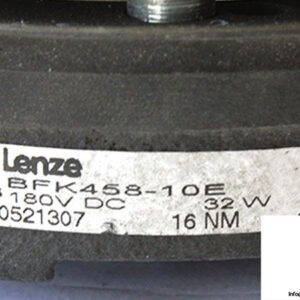 Lenze
BFK458-10E
180V DC 32 W
0521307 16 NM